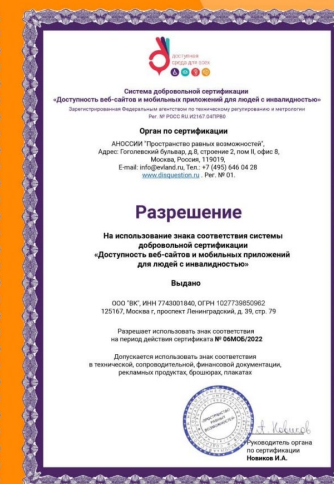 доступная
среда для всех
Система добровольной сертификации
«Доступность веб-сайтов и мобильных приложений для людей с инвалидностью»
Зарегистрированная Федеральным агентством по техническому регулированию и метрологии
Рег. № РОСС RU.И2167.04ПРВ0
Орган по сертификации
АНОССИИ "Пространство равных возможностей",
Адрес: Гоголевский бульвар, д.8, строение 2, пом II, офис 8,
Москва, Россия, 119019,
E-mail: info@evland.ru, Тел.: +7 (495) 646 04 28
www.disquestion.ru . Рег. № 01.
Разрешение
На использование знака соответствия системы
добровольной сертификации
«Доступность веб-сайтов и мобильных приложений
для людей с инвалидностью»
Выдано
ООО "ВК", ИНН 7743001840, ОГРН 1027739850962
125167, Москва г, проспект Ленинградский, д. 39, стр. 79
Разрешает использовать знак соответствия
на период действия сертификата № 06МОБ/2022
Допускается использовать знак соответствия
в технической, сопроводительной, финансовой документации,
рекламных продуктах, брошюрах, плакатах
Руководитель органа
по сертификации
Новиков И.А.